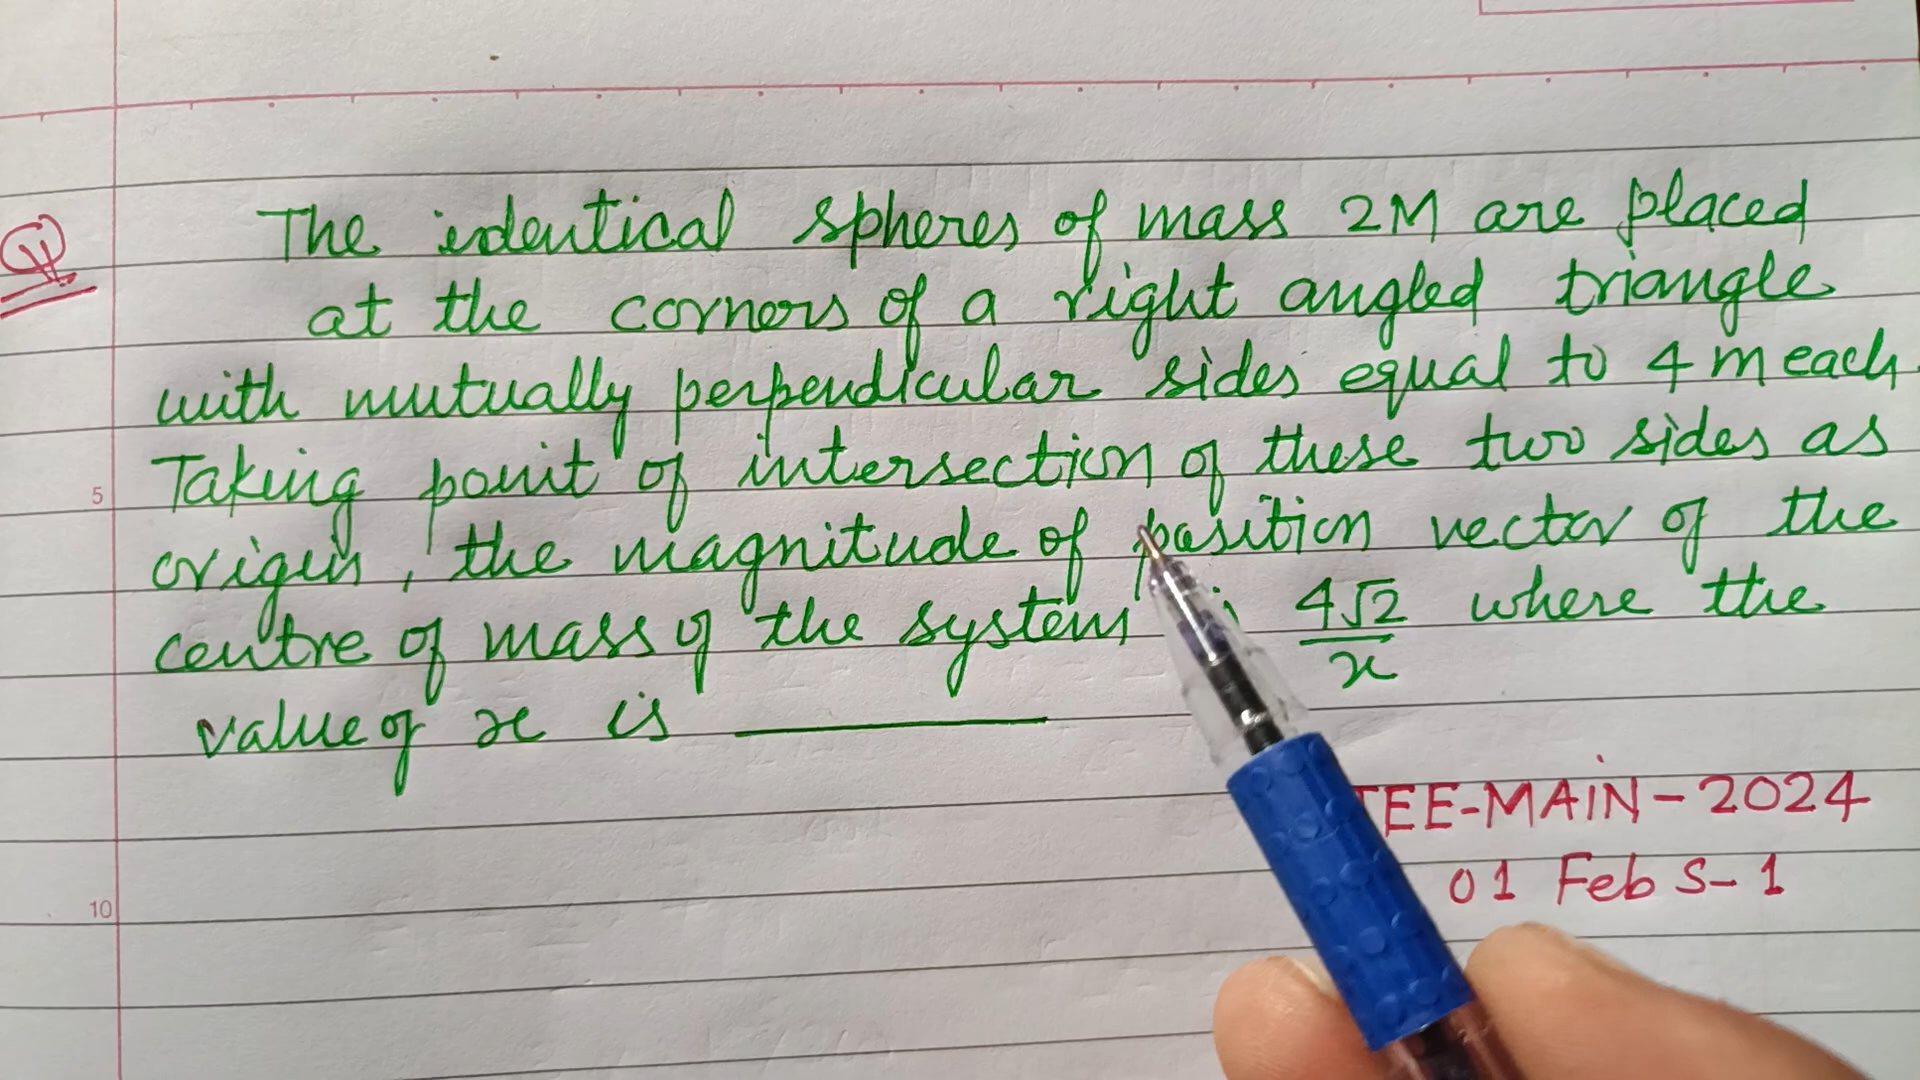 Q
The identical spheres of mass 2M are placed
at the corners of a right angled triangle
with mutually perpendicular sides equal to 4 m each.
Taking point of intersection of these two sides as
5
origin, the magnitude of position vector of the
centre of mass of the system 4√2/x where the
value of x is ______
JEE-MAIN-2024
01 Feb S-1
10